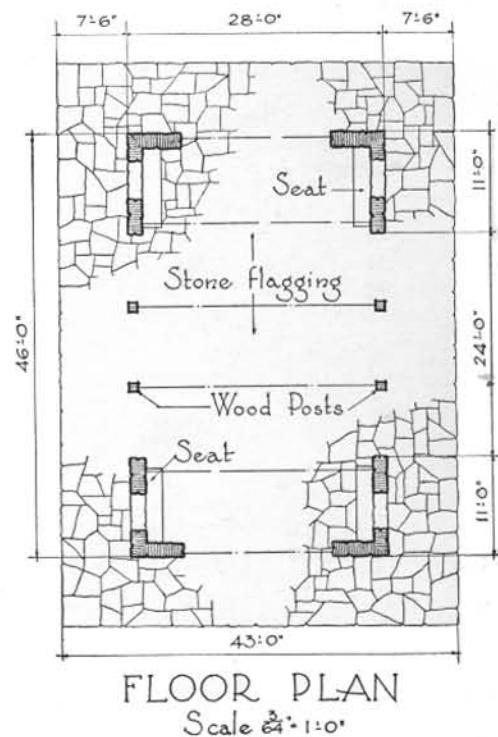 7'-6" 28'-0" 7'-6"
11'-0"
Seat
Stone flagging
46'-0"
24'-0"
Wood Posts
Seat
11'-0"
43'-0"
FLOOR PLAN
Scale 3/64" = 1'-0"